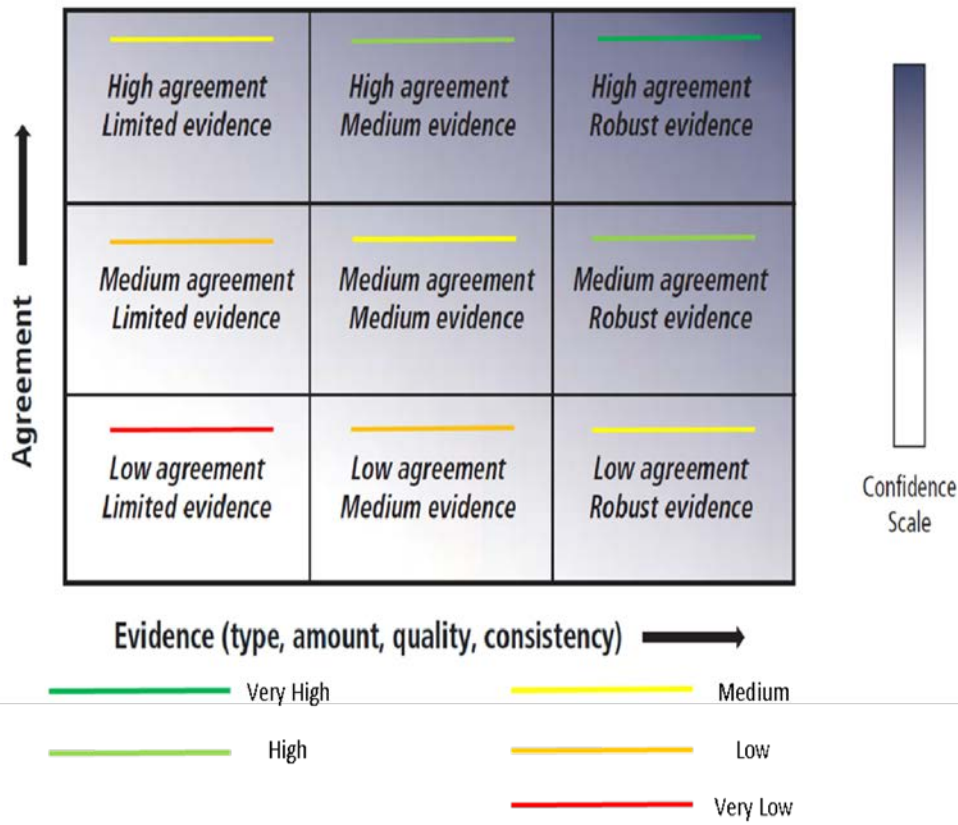 High agreement
Limited evidence
High agreement
Medium evidence
High agreement
Robust evidence
Medium agreement
Limited evidence
Medium agreement
Medium evidence
Medium agreement
Robust evidence
Low agreement
Limited evidence
Low agreement
Medium evidence
Low agreement
Robust evidence
Agreement
Confidence
Scale
Evidence (type, amount, quality, consistency)
Very High
Medium
High
Low
Very Low